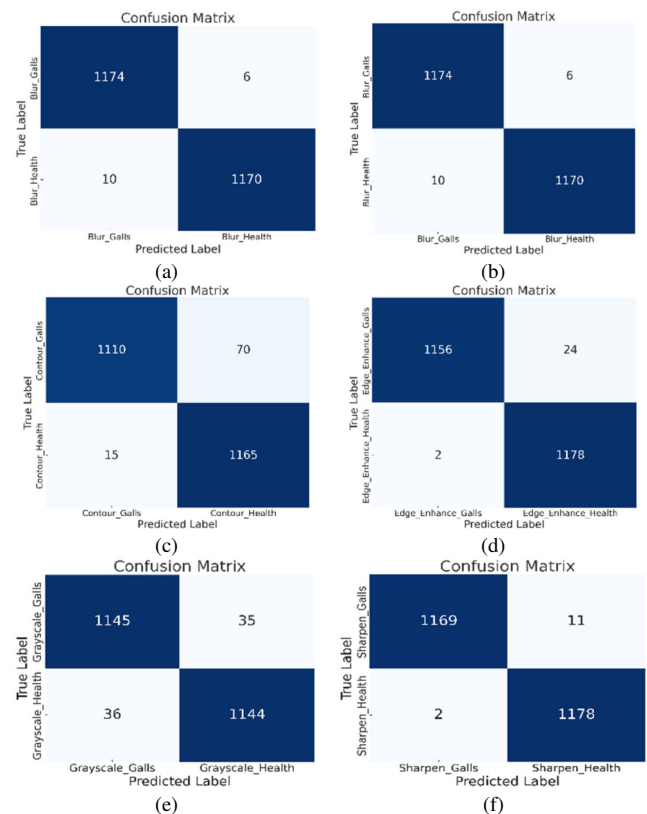 Confusion Matrix
True Label
Blur_Galls
1174
6
Blur_Health
10
1170
Blur_Galls
Blur_Health
Predicted Label
(a)
Confusion Matrix
True Label
Blur_Galls
1174
6
Blur_Health
10
1170
Blur_Galls
Blur_Health
Predicted Label
(b)
Confusion Matrix
True Label
Contour_Galls
1110
70
Contour_Health
15
1165
Contour_Galls
Contour_Health
Predicted Label
(c)
Confusion Matrix
True Label
Edge_Enhance_Galls
1156
24
Edge_Enhance_Health
2
1178
Edge_Enhance_Galls
Edge_Enhance_Health
Predicted Label
(d)
Confusion Matrix
True Label
Grayscale_Galls
1145
35
Grayscale_Health
36
1144
Grayscale_Galls
Grayscale_Health
Predicted Label
(e)
Confusion Matrix
True Label
Sharpen_Galls
1169
11
Sharpen_Health
2
1178
Sharpen_Galls
Sharpen_Health
Predicted Label
(f)